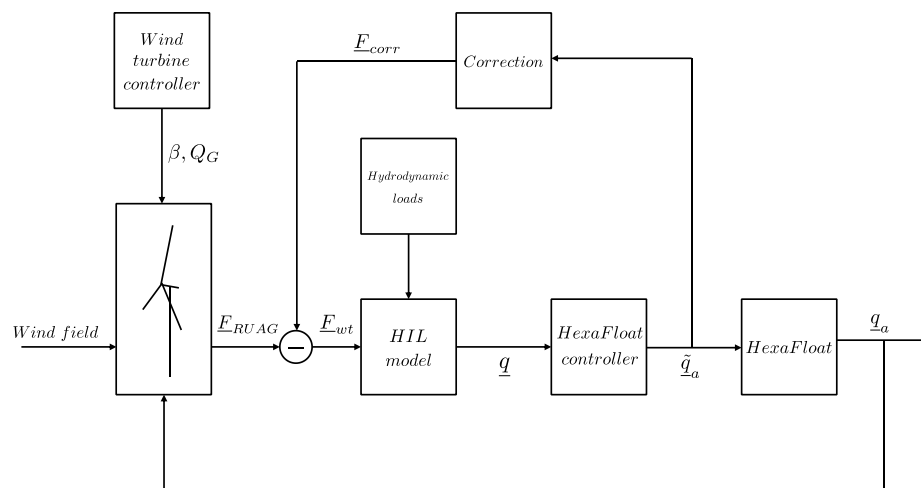 Wind
turbine
controller
F_corr
Correction
β, Q_G
Hydrodynamic
loads
Wind field
F_RUAG
−
F_wt
HIL
model
q
HexaFloat
controller
q̃_a
HexaFloat
q_a